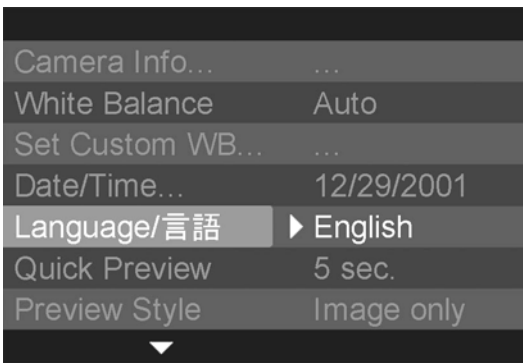 Camera Info... ...
White Balance Auto
Set Custom WB... ...
Date/Time... 12/29/2001
Language/言語 English
Quick Preview 5 sec.
Preview Style Image only